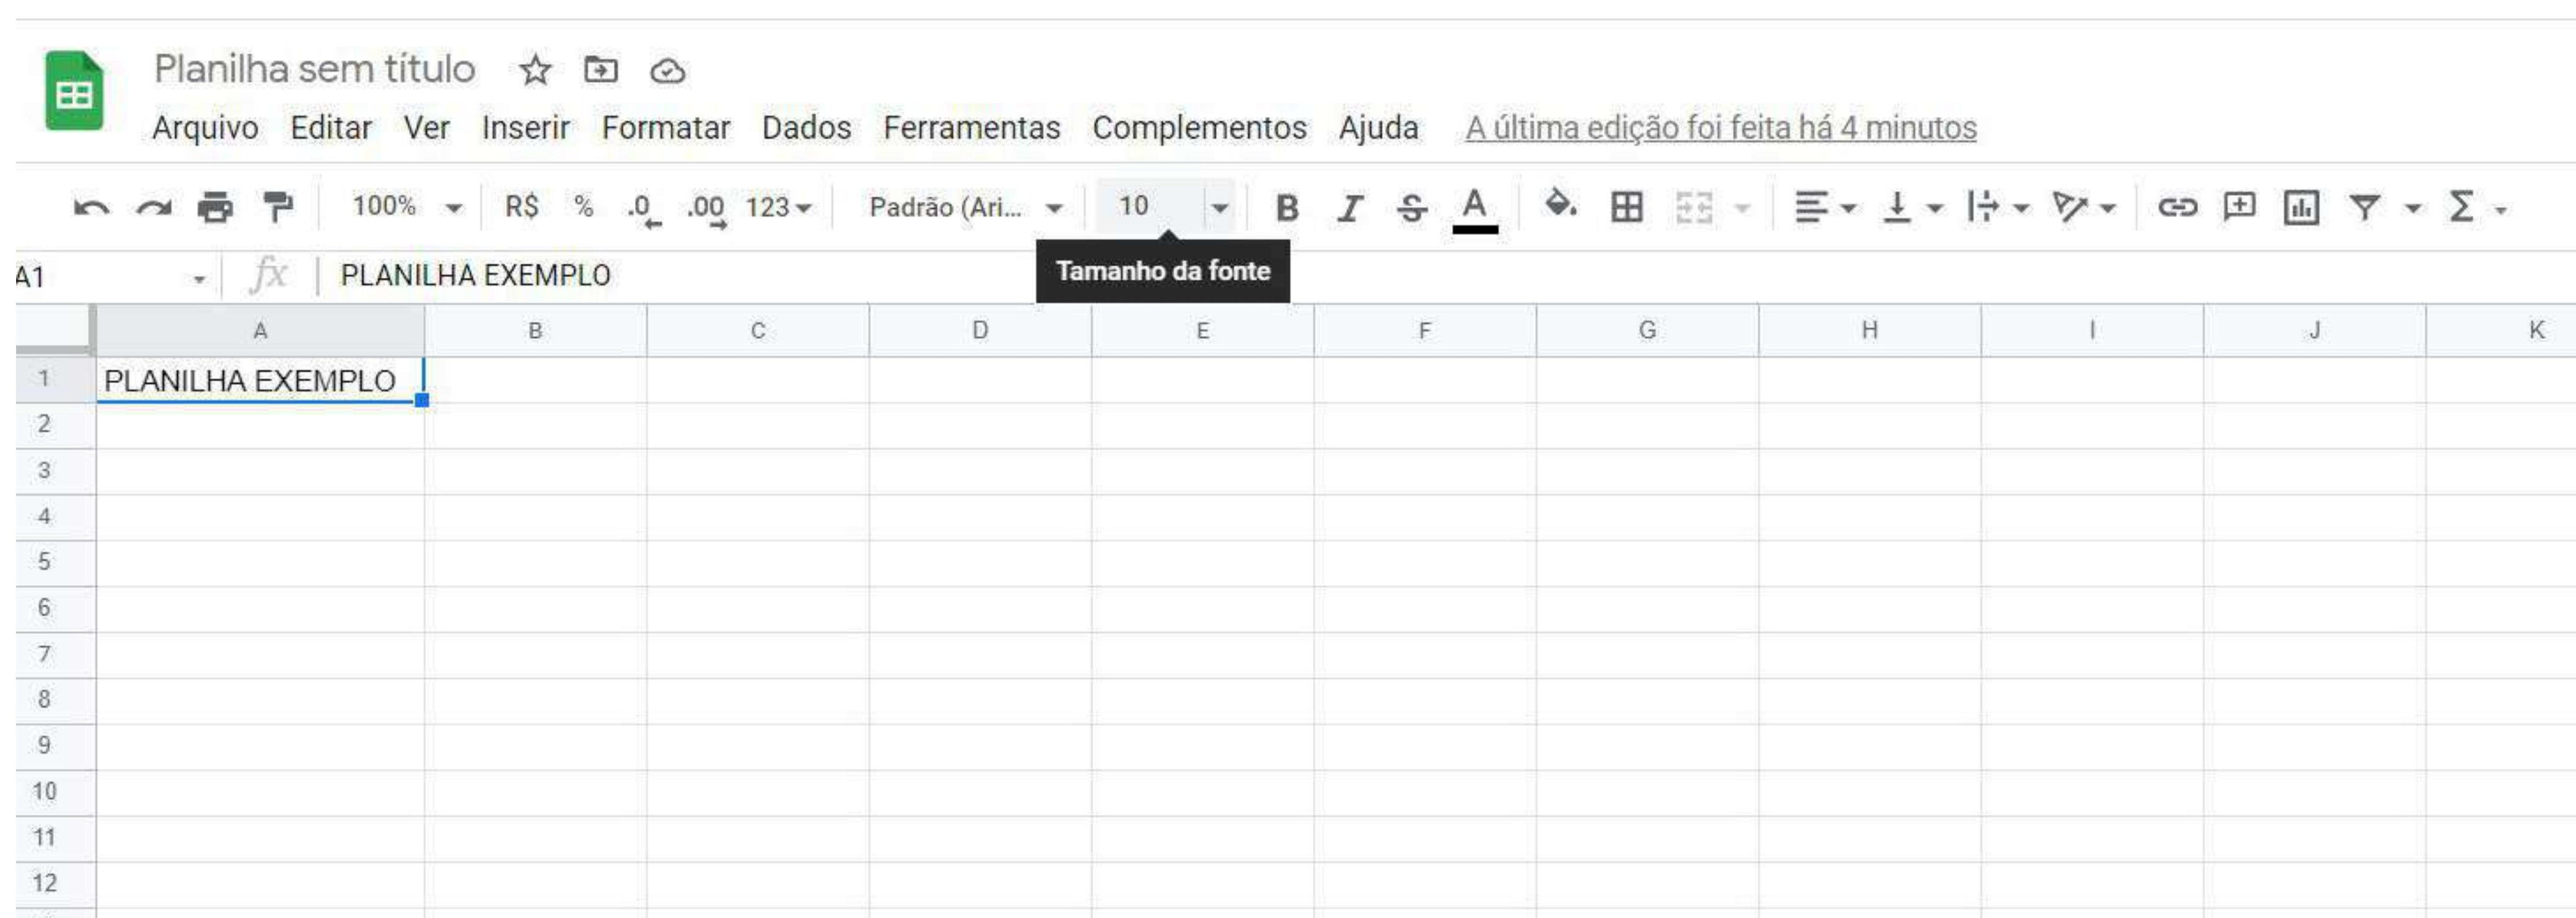 Planilha sem título
Arquivo Editar Ver Inserir Formatar Dados Ferramentas Complementos Ajuda A última edição foi feita há 4 minutos
100% R$ % .0 .00 123 Padrão (Ari... 10 B I S A Σ
Tamanho da fonte
A1 fx PLANILHA EXEMPLO
A B C D E F G H I J K
1 PLANILHA EXEMPLO
2
3
4
5
6
7
8
9
10
11
12